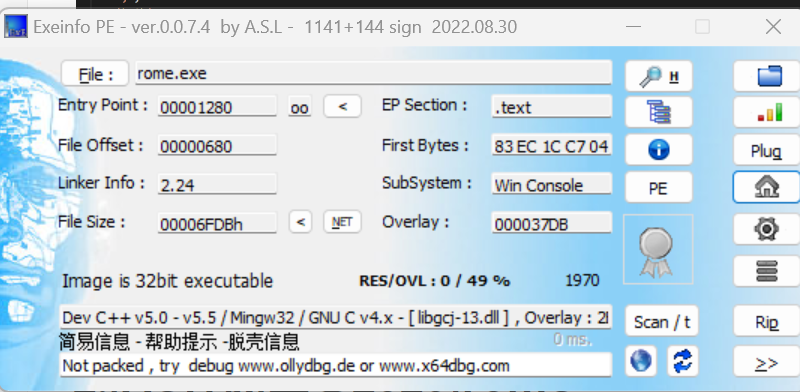 Exeinfo PE - ver.0.0.7.4 by A.S.L - 1141+144 sign 2022.08.30
File : rome.exe H
Entry Point : 00001280 oo < EP Section : .text
File Offset : 00000680 First Bytes : 83 EC 1C C7 04 Plug
Linker Info : 2.24 SubSystem : Win Console PE
File Size : 00006FDBh < NET Overlay : 000037DB
Image is 32bit executable RES/OVL : 0 / 49 % 1970
Dev C++ v5.0 - v5.5 / Mingw32 / GNU C v4.x - [ libgcj-13.dll ] , Overlay : Scan / t Rip
简易信息 - 帮助提示 -脱壳信息 0 ms.
Not packed , try debug www.ollydbg.de or www.x64dbg.com >>